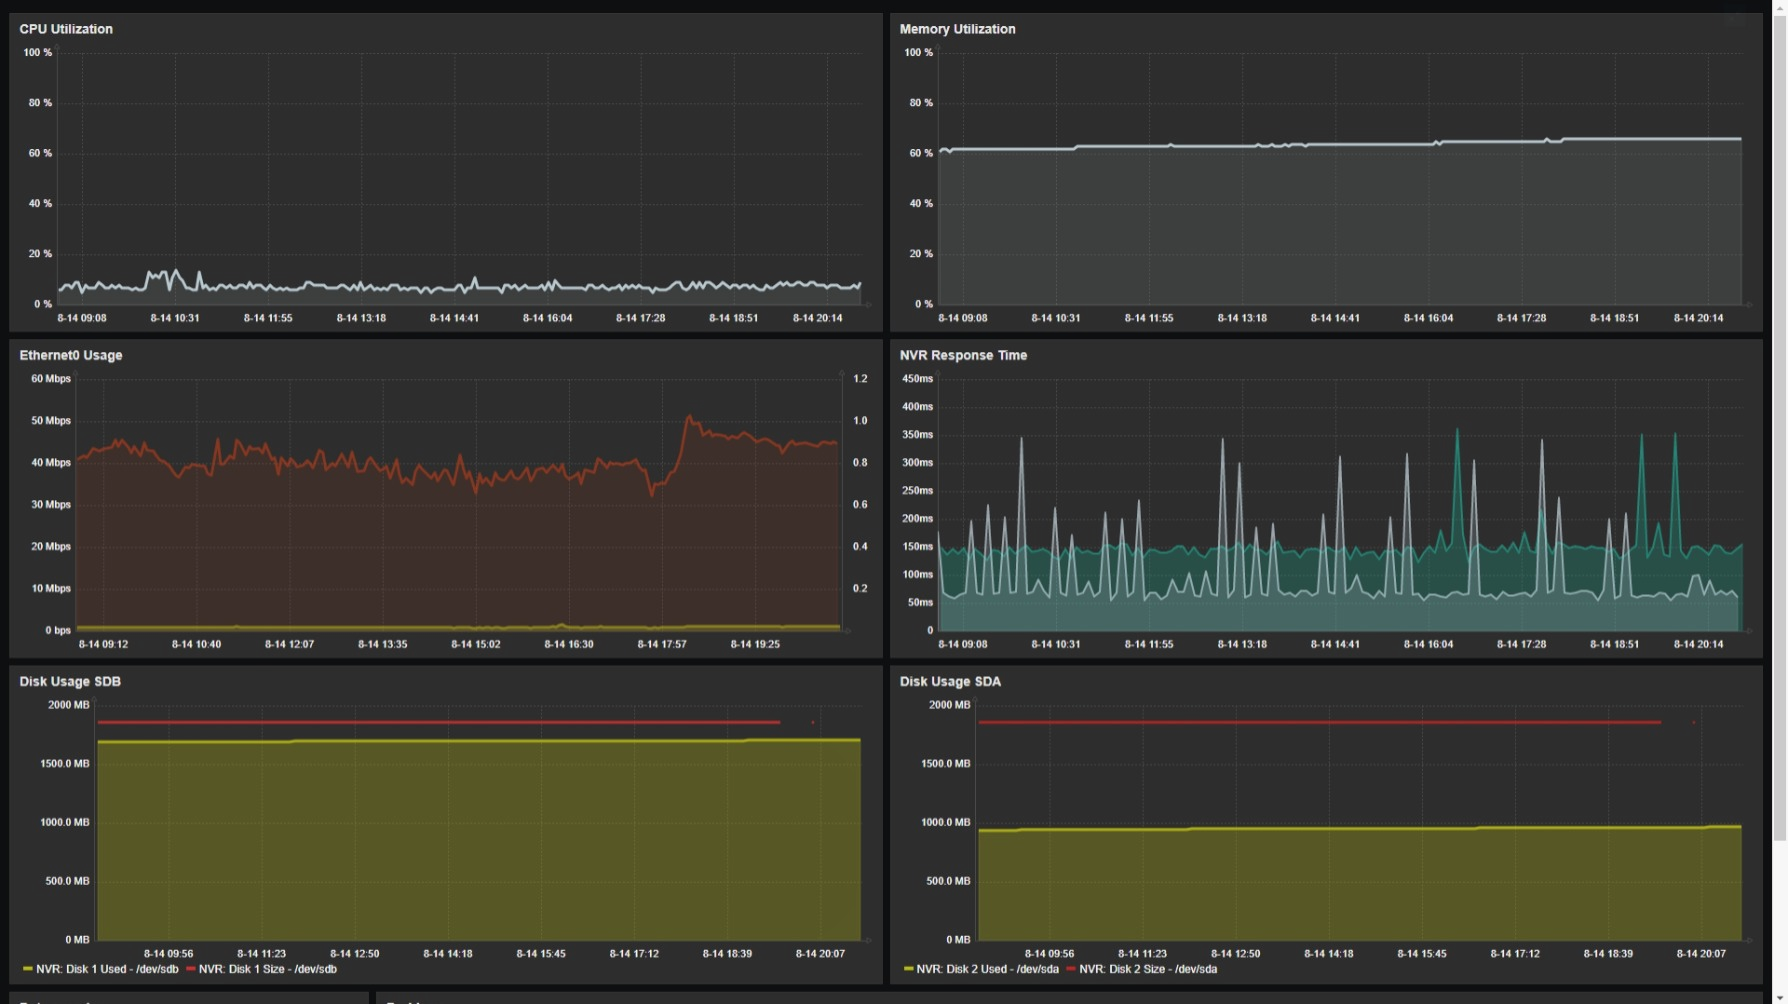 CPU Utilization
100 %
80 %
60 %
40 %
20 %
0 %
8-14 09:08 8-14 10:31 8-14 11:55 8-14 13:18 8-14 14:41 8-14 16:04 8-14 17:28 8-14 18:51 8-14 20:14
Memory Utilization
100 %
80 %
60 %
40 %
20 %
0 %
8-14 09:08 8-14 10:31 8-14 11:55 8-14 13:18 8-14 14:41 8-14 16:04 8-14 17:28 8-14 18:51 8-14 20:14
Ethernet0 Usage
60 Mbps 1.2
50 Mbps 1.0
40 Mbps 0.8
30 Mbps 0.6
20 Mbps 0.4
10 Mbps 0.2
0 bps
8-14 09:12 8-14 10:40 8-14 12:07 8-14 13:35 8-14 15:02 8-14 16:30 8-14 17:57 8-14 19:25
NVR Response Time
450ms
400ms
350ms
300ms
250ms
200ms
150ms
100ms
50ms
0
8-14 09:08 8-14 10:31 8-14 11:55 8-14 13:18 8-14 14:41 8-14 16:04 8-14 17:28 8-14 18:51 8-14 20:14
Disk Usage SDB
2000 MB
1500.0 MB
1000.0 MB
500.0 MB
0 MB
8-14 09:56 8-14 11:23 8-14 12:50 8-14 14:18 8-14 15:45 8-14 17:12 8-14 18:39 8-14 20:07
NVR: Disk 1 Used - /dev/sdb NVR: Disk 1 Size - /dev/sdb
Disk Usage SDA
2000 MB
1500.0 MB
1000.0 MB
500.0 MB
0 MB
8-14 09:56 8-14 11:23 8-14 12:50 8-14 14:18 8-14 15:45 8-14 17:12 8-14 18:39 8-14 20:07
NVR: Disk 2 Used - /dev/sda NVR: Disk 2 Size - /dev/sda